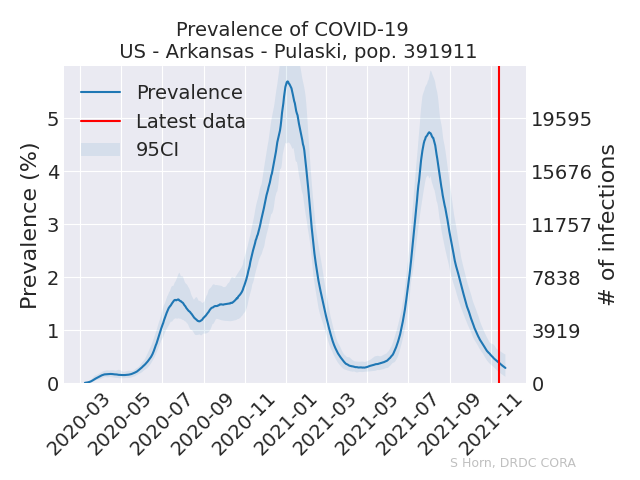 Prevalence of COVID-19
US - Arkansas - Pulaski, pop. 391911
Prevalence
Latest data
95CI
Prevalence (%)
5
4
3
2
1
0
19595
15676
11757
7838
3919
0
# of infections
2020-03
2020-05
2020-07
2020-09
2020-11
2021-01
2021-03
2021-05
2021-07
2021-09
2021-11
S Horn, DRDC CORA